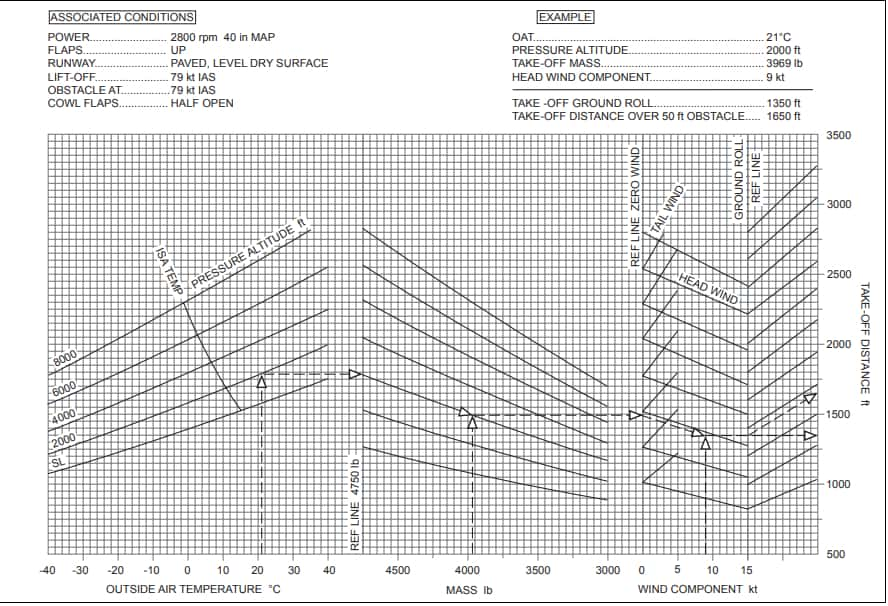 ASSOCIATED CONDITIONS
POWER........................ 2800 rpm 40 in MAP
FLAPS.......................... UP
RUNWAY...................... PAVED, LEVEL DRY SURFACE
LIFT-OFF...................... 79 kt IAS
OBSTACLE AT...............79 kt IAS
COWL FLAPS............... HALF OPEN
EXAMPLE
OAT..................................................................... 21°C
PRESSURE ALTITUDE......................................... 2000 ft
TAKE-OFF MASS................................................. 3969 lb
HEAD WIND COMPONENT.................................. 9 kt
TAKE -OFF GROUND ROLL................................. 1350 ft
TAKE-OFF DISTANCE OVER 50 ft OBSTACLE..... 1650 ft
ISA TEMP
PRESSURE ALTITUDE ft
8000
6000
4000
2000
SL
REF LINE 4750 lb
REF LINE ZERO WIND
TAIL WIND
HEAD WIND
GROUND ROLL
REF LINE
3500
3000
2500
2000
1500
1000
500
TAKE-OFF DISTANCE ft
-40 -30 -20 -10 0 10 20 30 40 4500 4000 3500 3000 0 5 10 15
OUTSIDE AIR TEMPERATURE °C MASS lb WIND COMPONENT kt